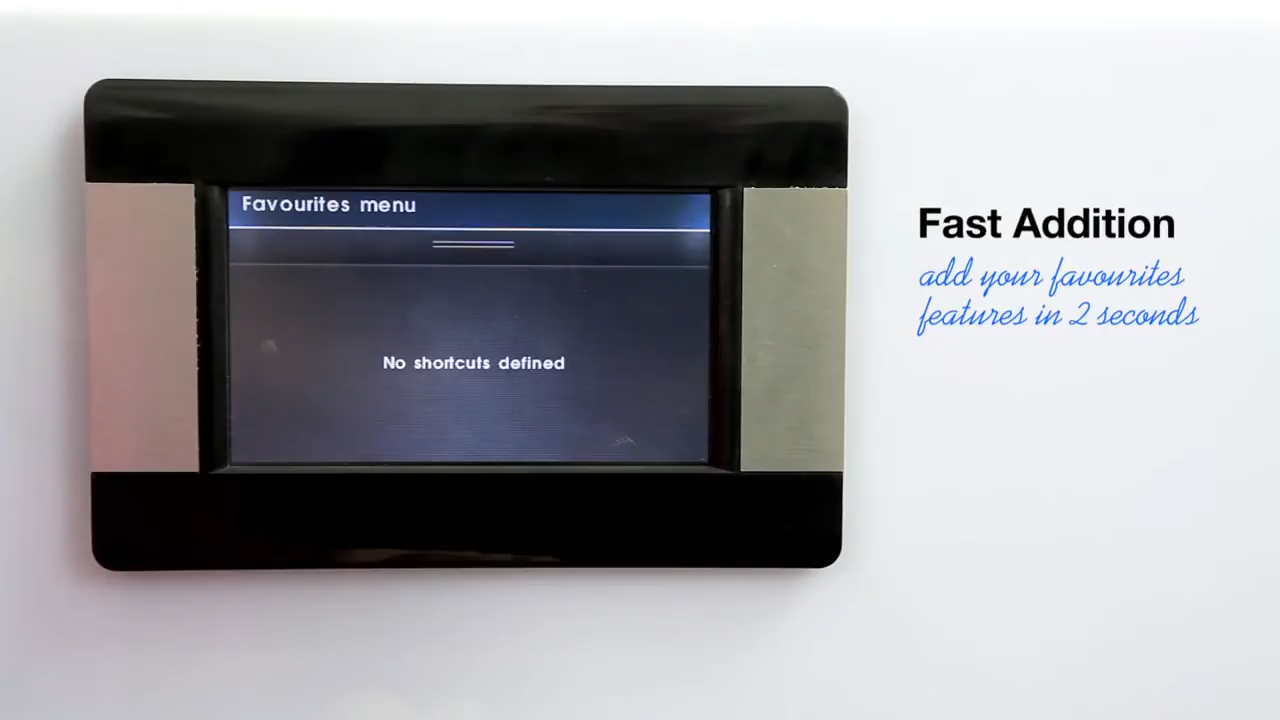 Favourites menu
No shortcuts defined
Fast Addition
add your favourites
features in 2 seconds